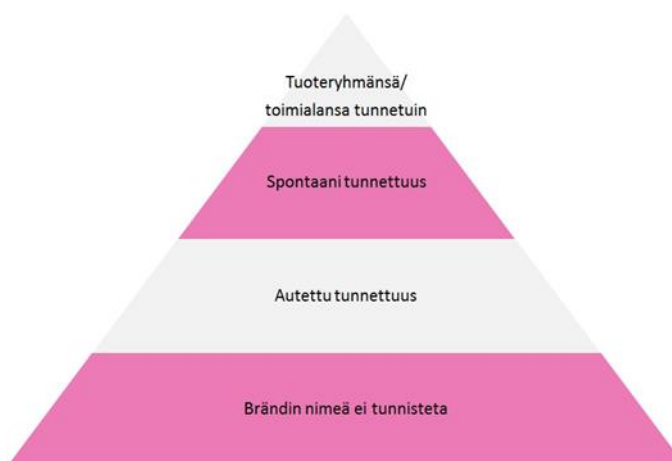 Tuoteryhmänsä/
toimialansa tunnetuin
Spontaani tunnettuus
Autettu tunnettuus
Brändin nimeä ei tunnisteta